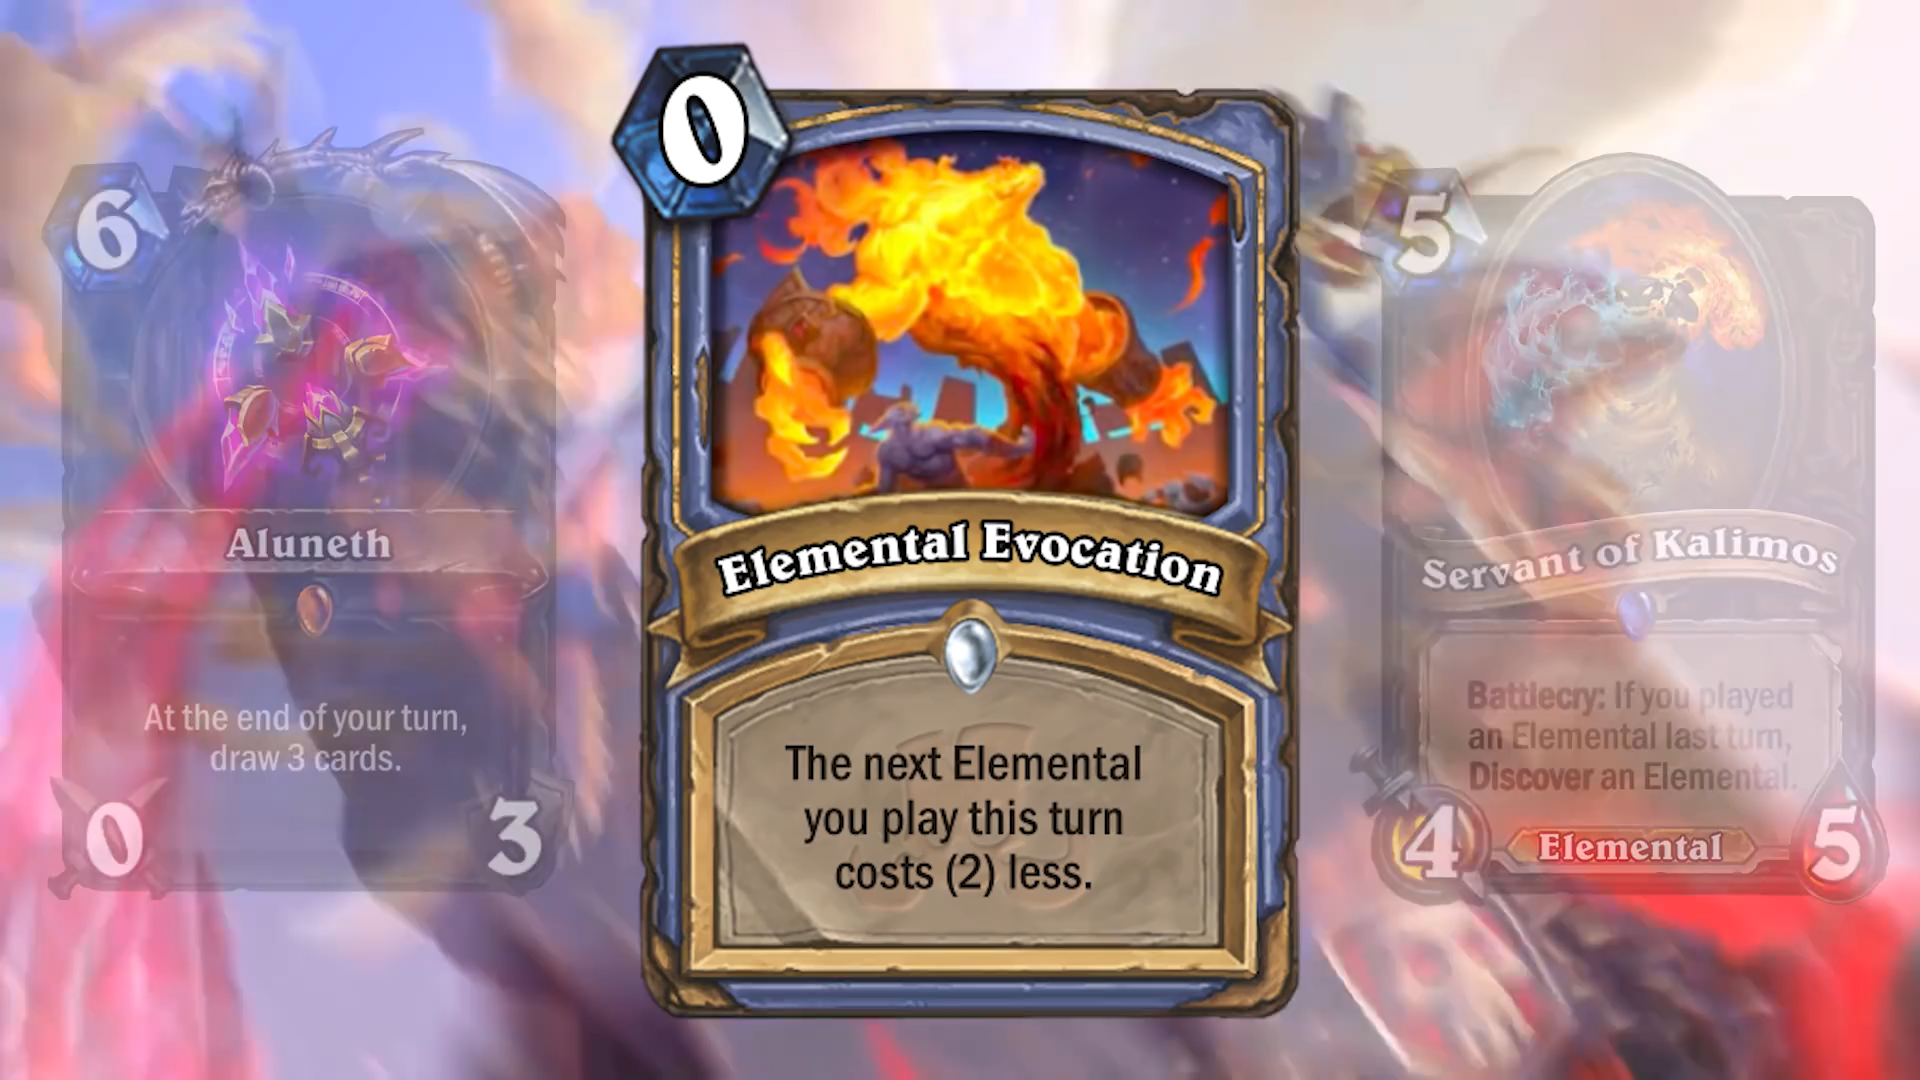 6
Aluneth
At the end of your turn,
draw 3 cards.
0
3
0
Elemental Evocation
The next Elemental
you play this turn
costs (2) less.
5
Servant of Kalimos
Battlecry: If you played
an Elemental last turn,
Discover an Elemental.
4
Elemental
5